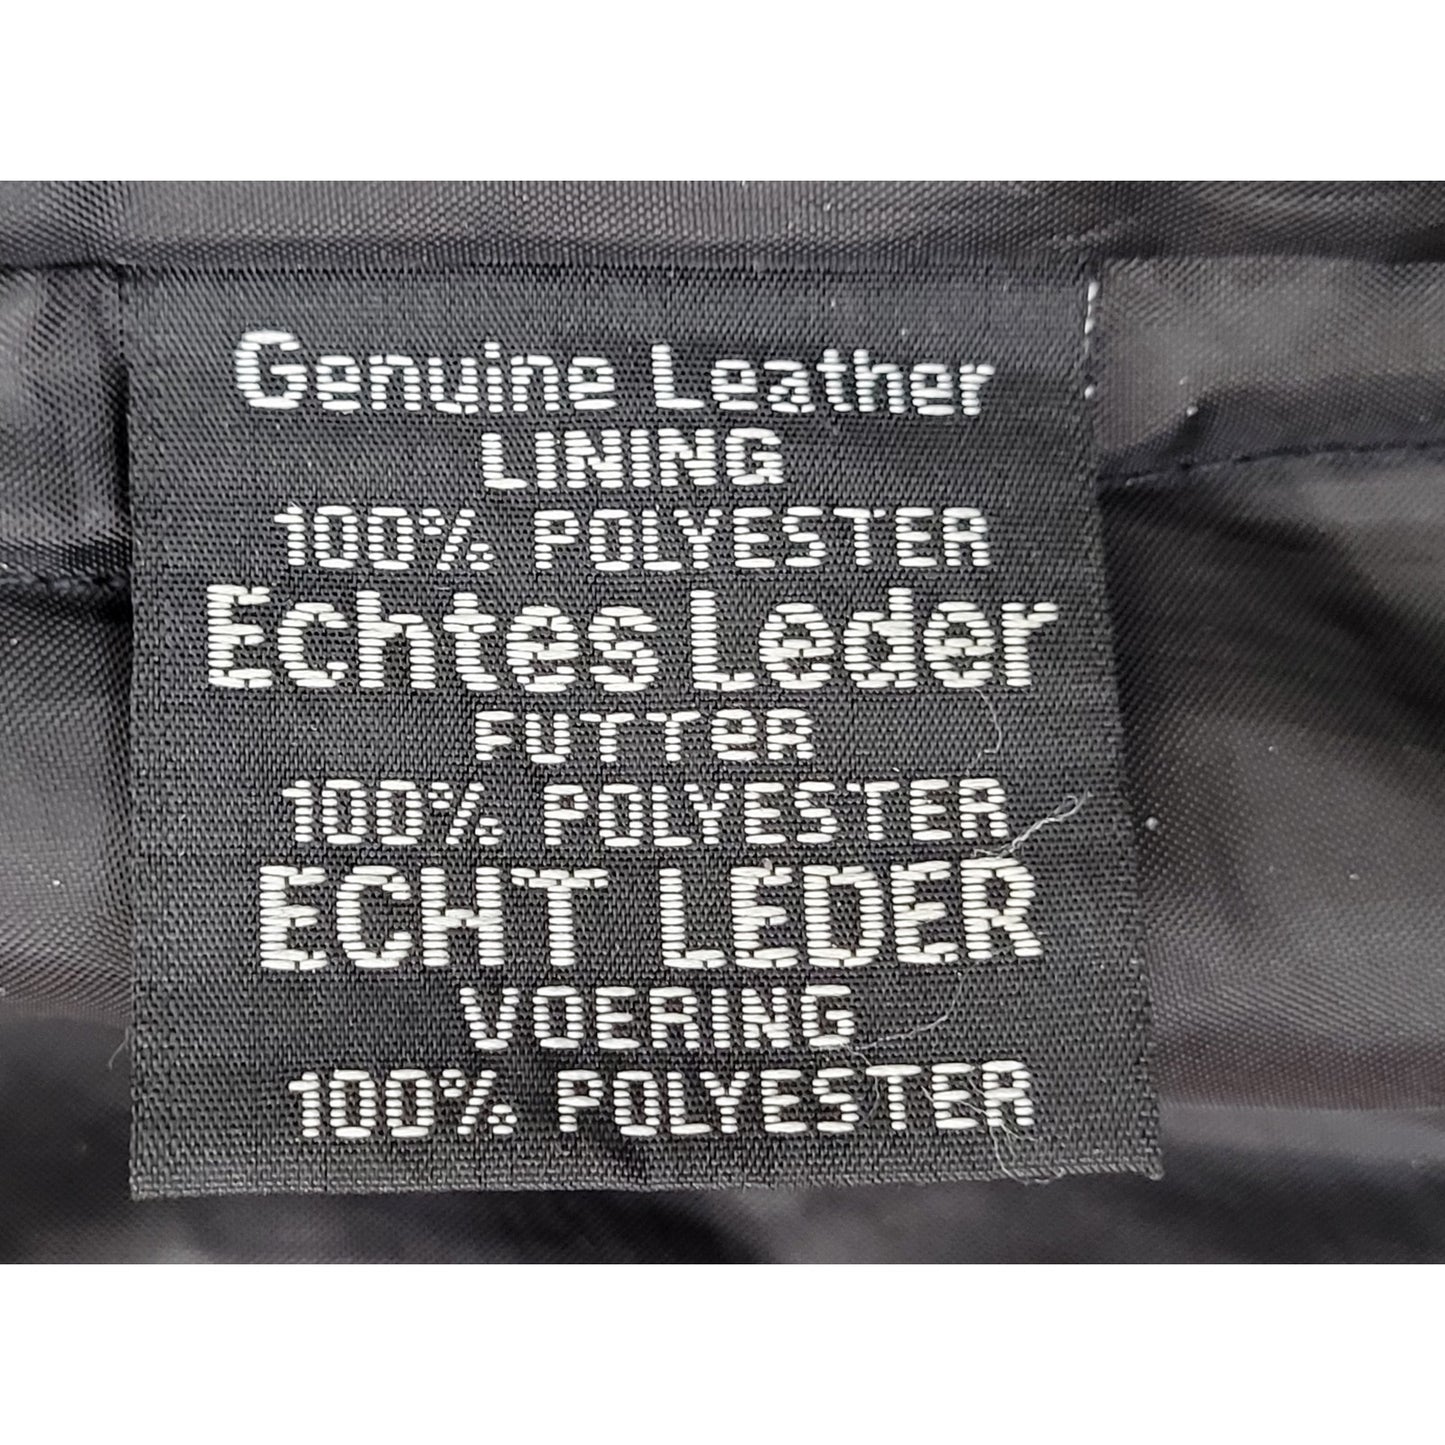 Genuine Leather
LINING
100% POLYESTER
Echtes Leder
FUTTeR
100% POLYESTER
ECHT LEDER
VOERING
100% POLYESTER